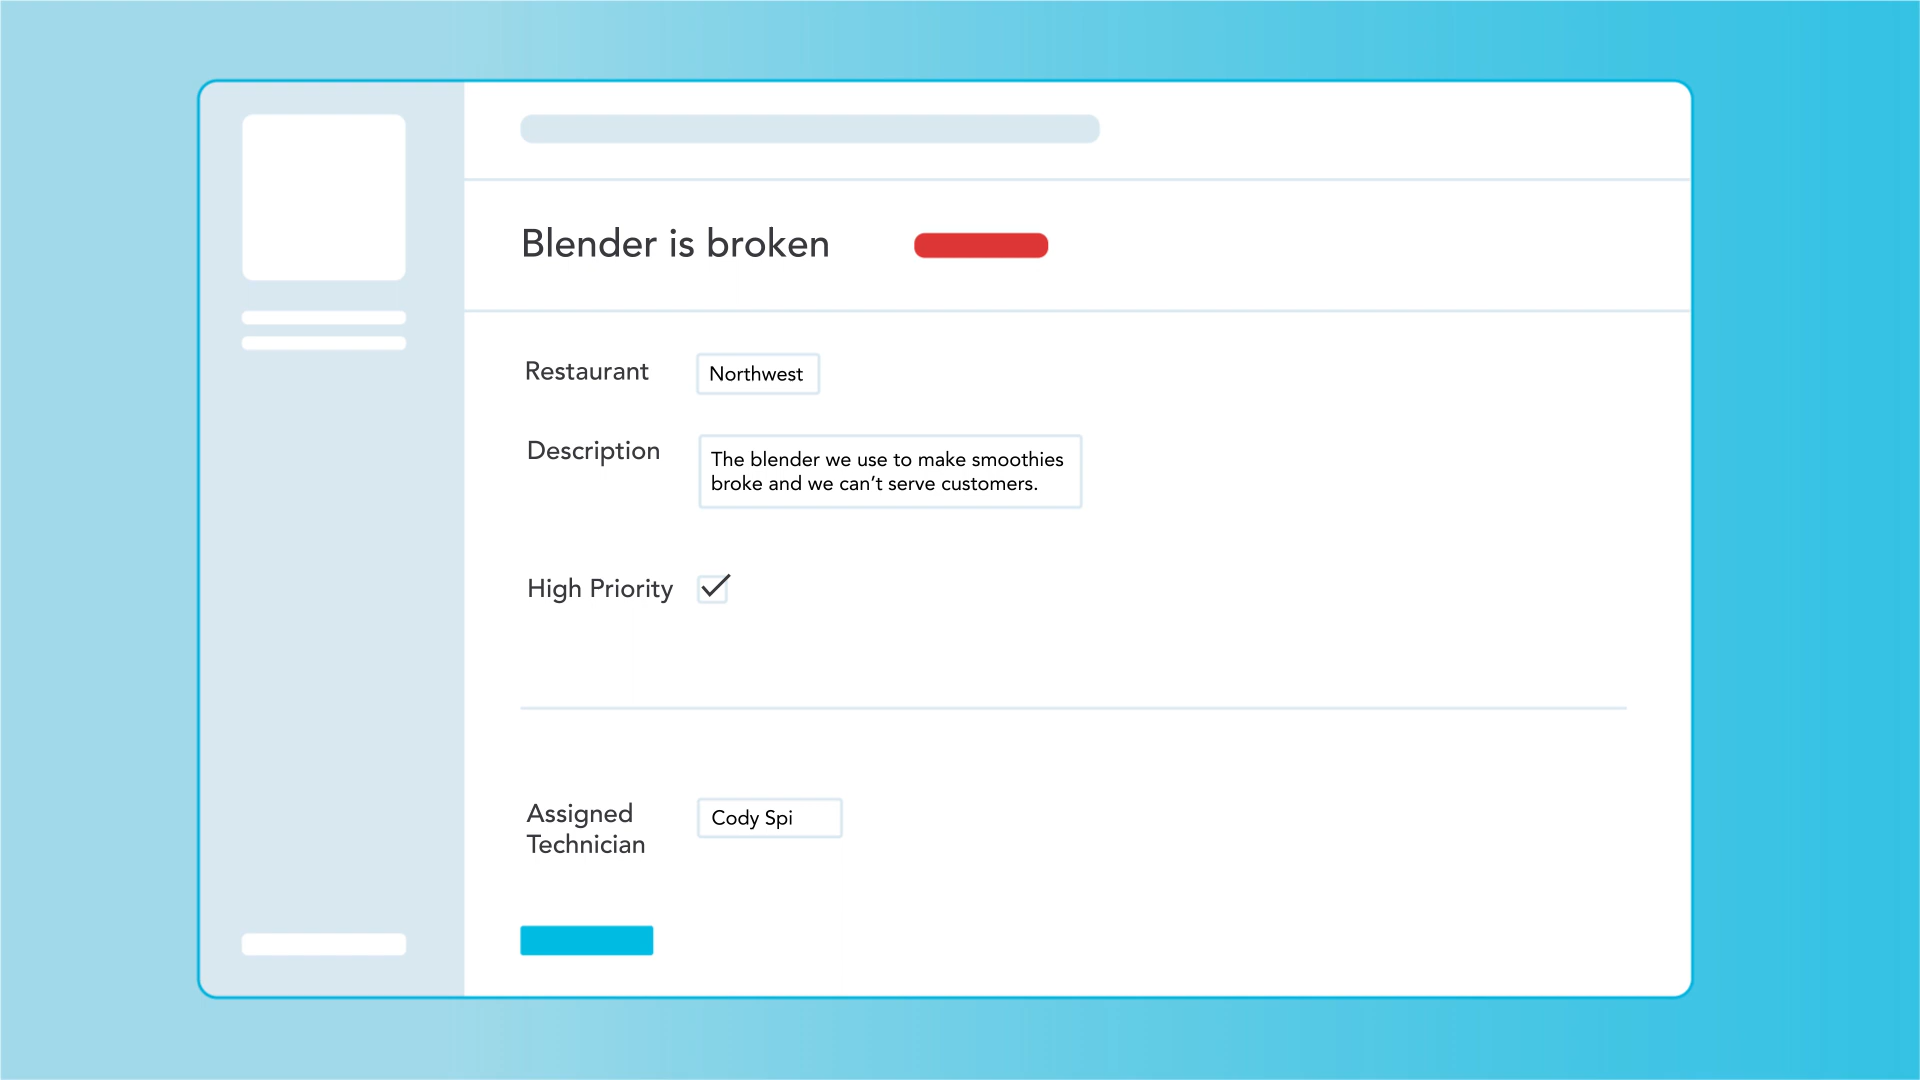 Blender is broken
Restaurant
Northwest
Description
The blender we use to make smoothies
broke and we can’t serve customers.
High Priority
Assigned
Technician
Cody Spi